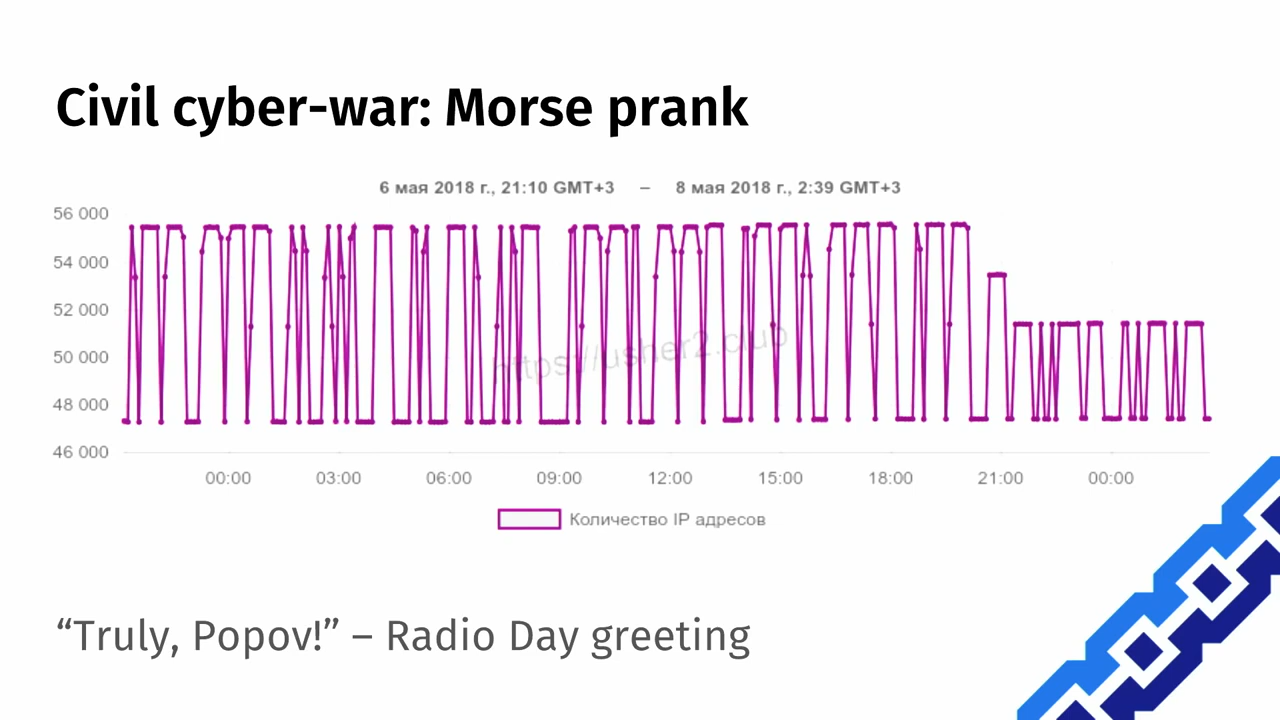 Civil cyber-war: Morse prank
6 мая 2018 г., 21:10 GMT+3 – 8 мая 2018 г., 2:39 GMT+3
56 000
54 000
52 000
50 000
48 000
46 000
https://usher2.club
00:00 03:00 06:00 09:00 12:00 15:00 18:00 21:00 00:00
Количество IP адресов
“Truly, Popov!” – Radio Day greeting